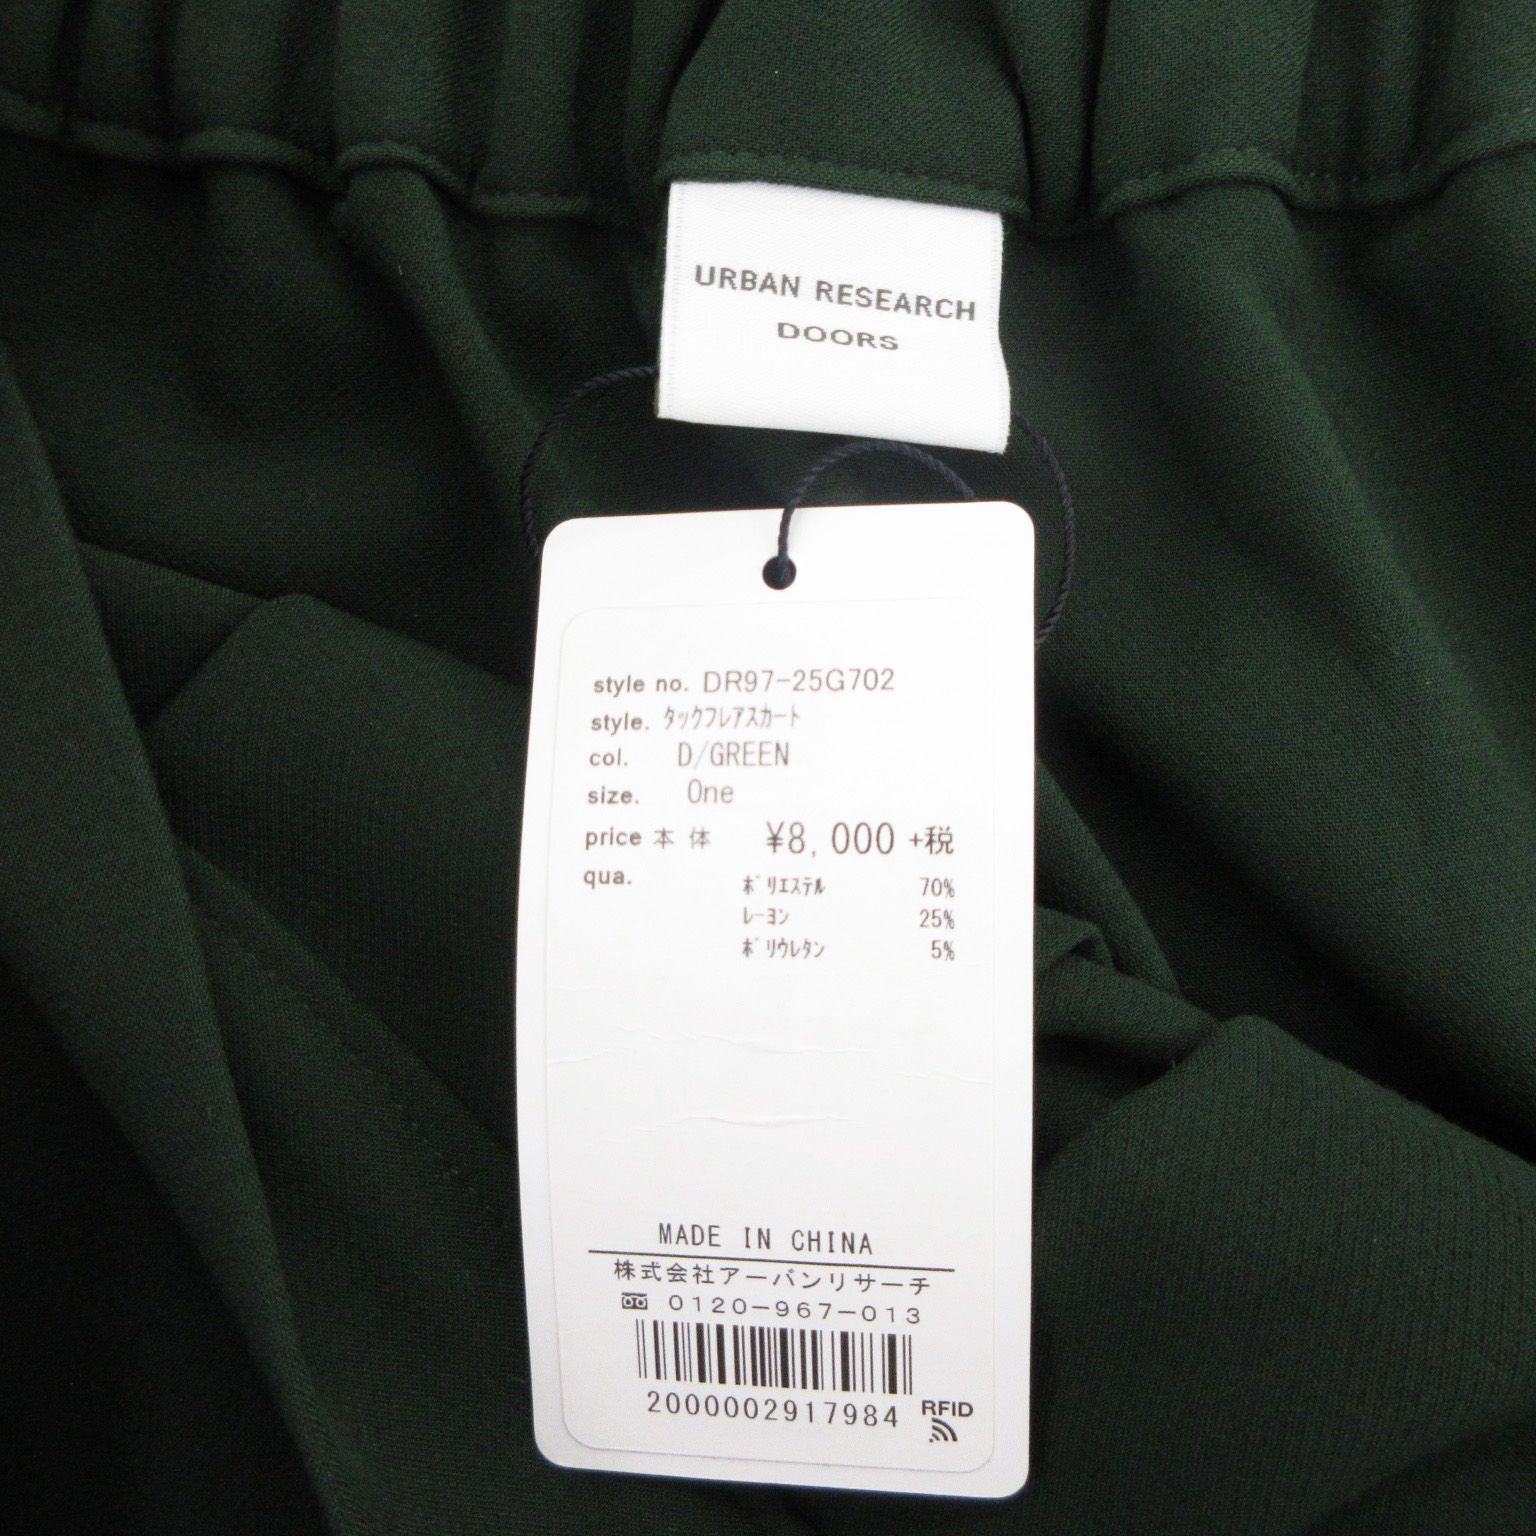 URBAN RESEARCH
DOORS
style no. DR97-25G702
style. ﾀｯｸﾌﾚｱｽｶｰﾄ
col. D/GREEN
size. One
price 本 体 ¥8,000 +税
qua. ﾎﾟﾘｴｽﾃﾙ 70%
ﾚｰﾖﾝ 25%
ﾎﾟﾘｳﾚﾀﾝ 5%
MADE IN CHINA
株式会社アーバンリサーチ
0120-967-013
2000002917984
RFID